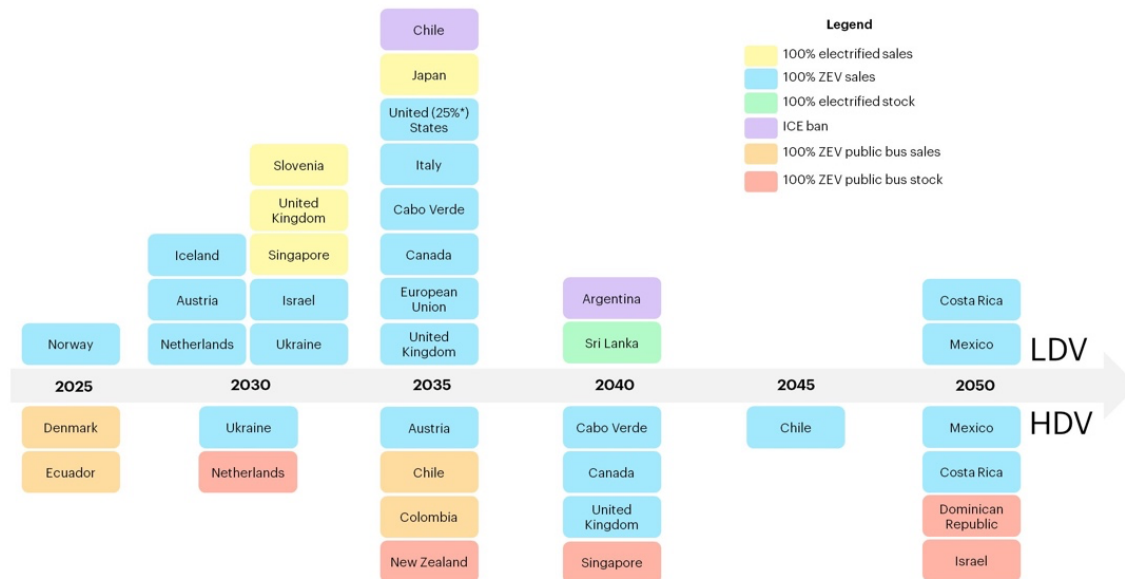 Chile
Legend
100% electrified sales
Japan
100% ZEV sales
100% electrified stock
United (25%*)
States
ICE ban
100% ZEV public bus sales
Slovenia
Italy
100% ZEV public bus stock
United
Kingdom
Cabo Verde
Iceland
Singapore
Canada
Austria
Israel
European
Union
Argentina
Costa Rica
Norway
Netherlands
Ukraine
United
Kingdom
Sri Lanka
Mexico
LDV
2025
2030
2035
2040
2045
2050
Denmark
Ukraine
Austria
Cabo Verde
Chile
Mexico
HDV
Ecuador
Netherlands
Chile
Canada
Costa Rica
Colombia
United
Kingdom
Dominican
Republic
New Zealand
Singapore
Israel